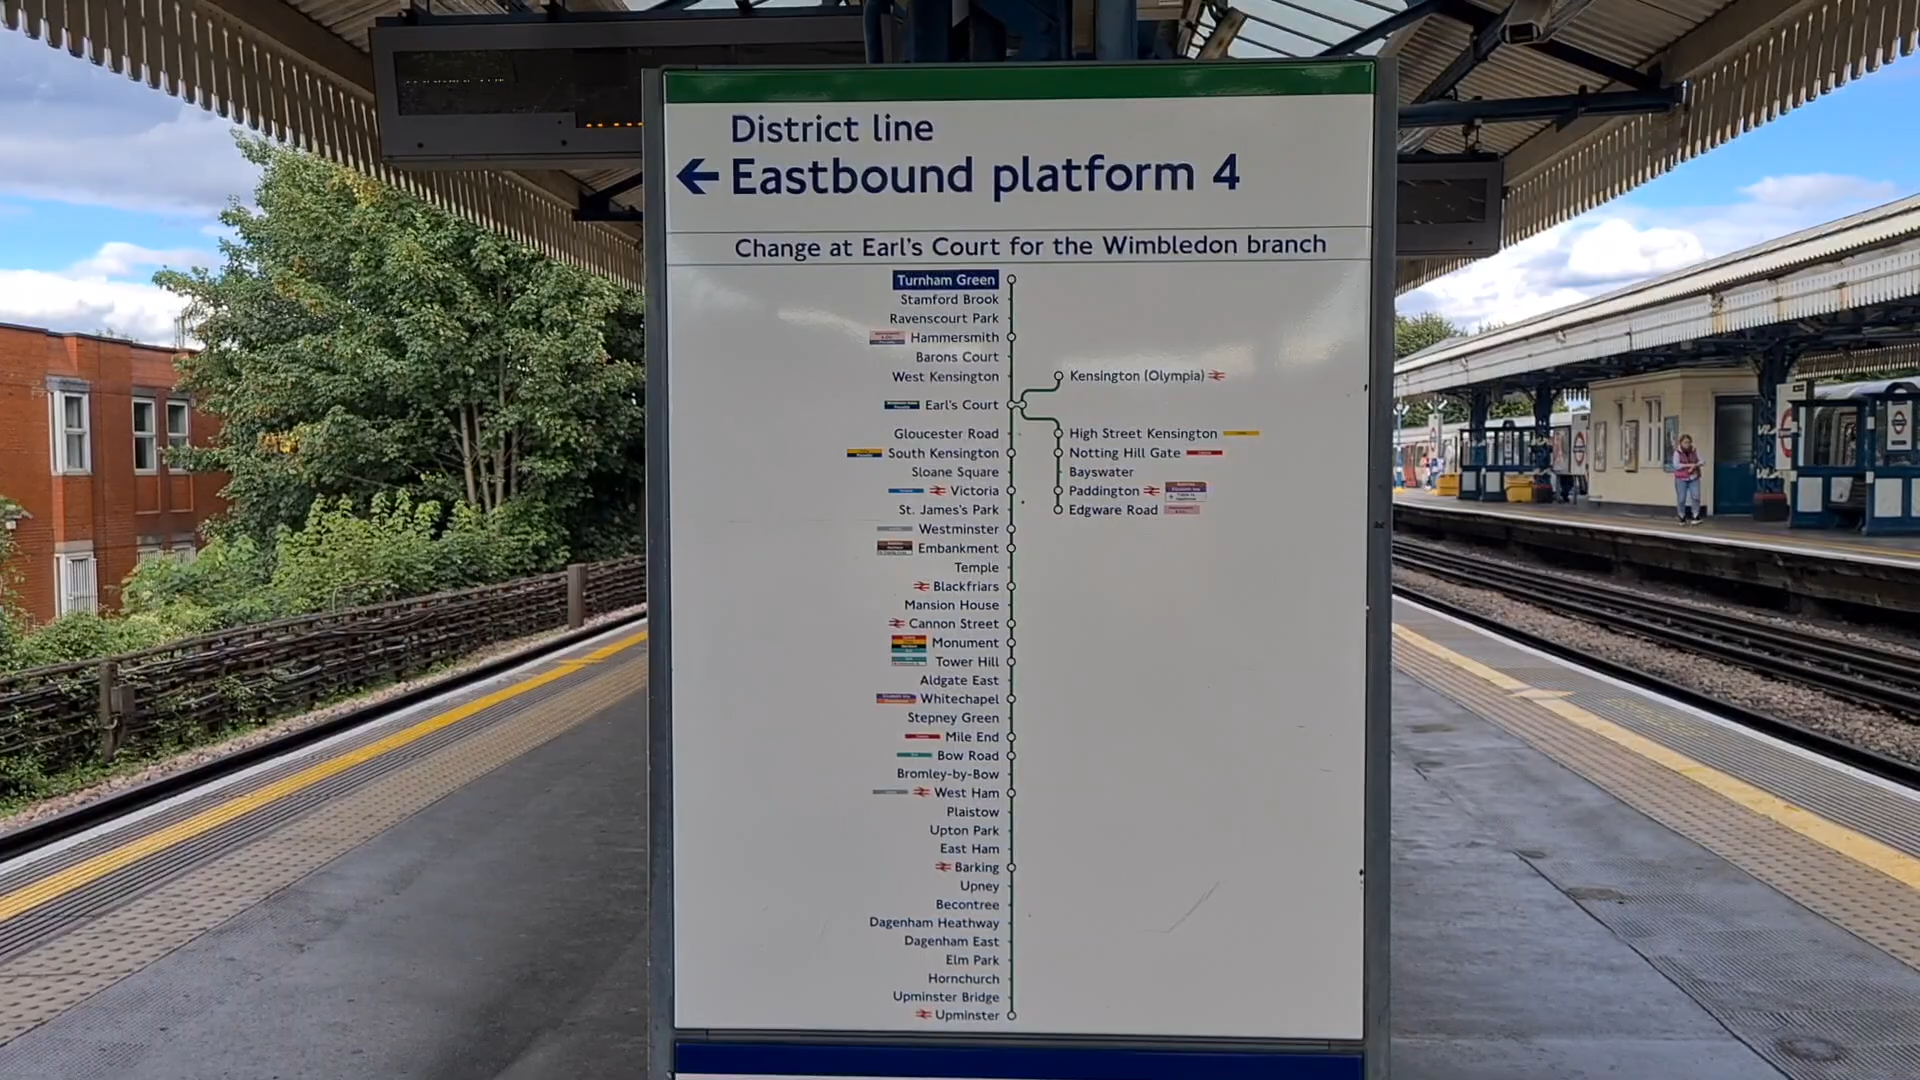 District line
← Eastbound platform 4
Change at Earl's Court for the Wimbledon branch
Turnham Green
Stamford Brook
Ravenscourt Park
Hammersmith
Barons Court
West Kensington
Kensington (Olympia)
Earl's Court
Gloucester Road
High Street Kensington
South Kensington
Notting Hill Gate
Sloane Square
Bayswater
Victoria
Paddington
St. James's Park
Edgware Road
Westminster
Embankment
Temple
Blackfriars
Mansion House
Cannon Street
Monument
Tower Hill
Aldgate East
Whitechapel
Stepney Green
Mile End
Bow Road
Bromley-by-Bow
West Ham
Plaistow
Upton Park
East Ham
Barking
Upney
Becontree
Dagenham Heathway
Dagenham East
Elm Park
Hornchurch
Upminster Bridge
Upminster